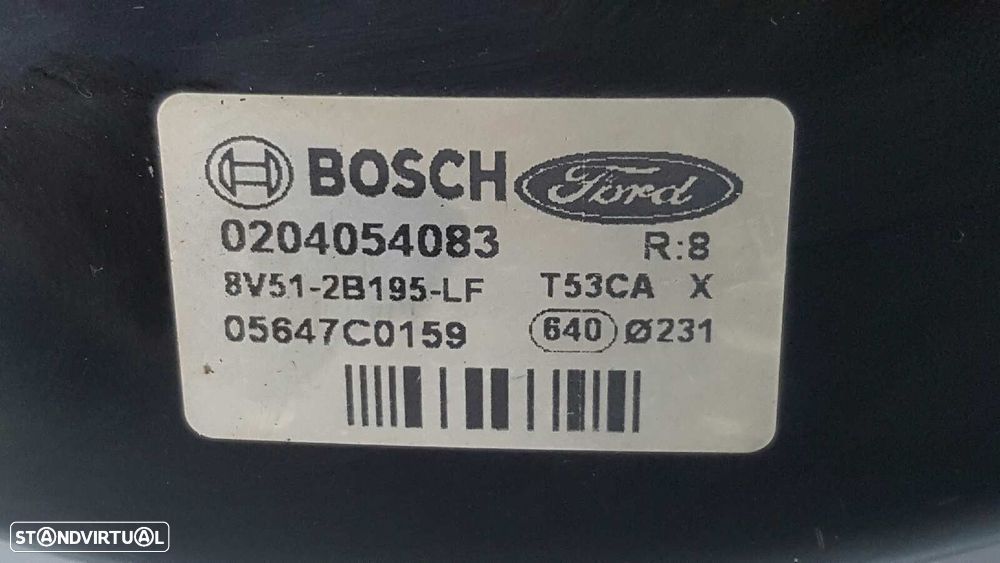 BOSCH Ford
0204054083 R:8
8V51-2B195-LF T53CA X
05647C0159 640 Ø231
STANDVIRTUAL